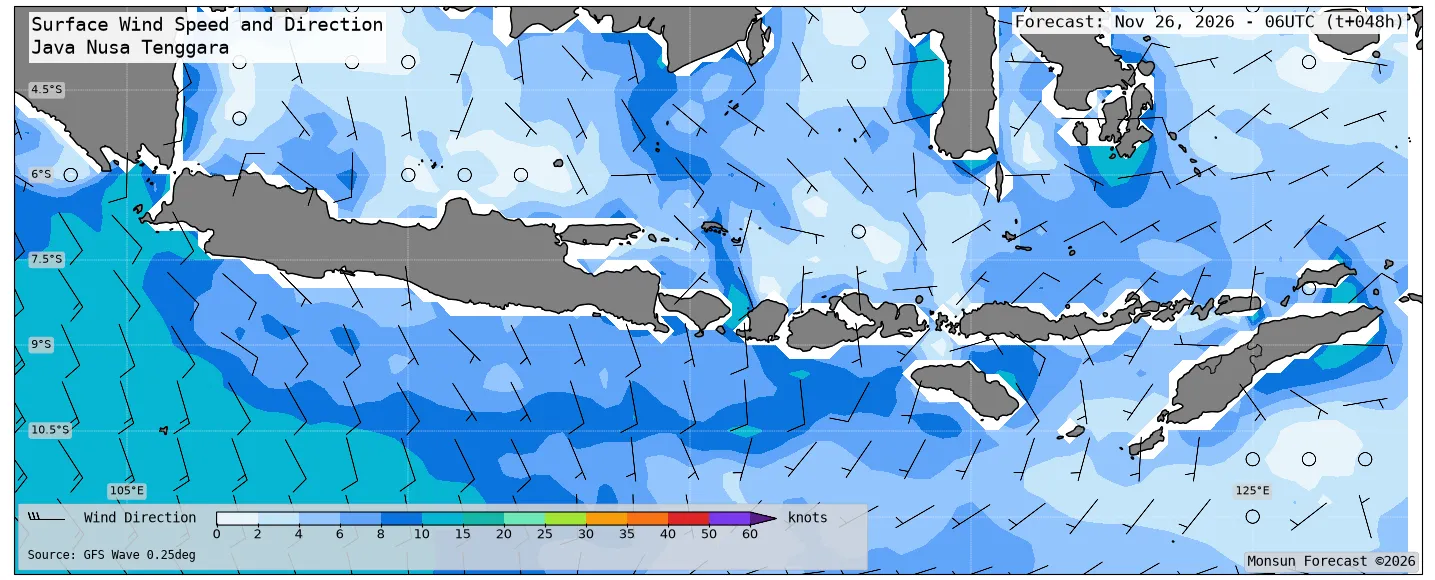 Surface Wind Speed and Direction
Java Nusa Tenggara
Forecast: Nov 26, 2026 - 06UTC (t+048h)
4.5°S
6°S
7.5°S
9°S
10.5°S
105°E
125°E
Wind Direction
knots
0 2 4 6 8 10 15 20 25 30 35 40 50 60
Source: GFS Wave 0.25deg
Monsun Forecast ©2026